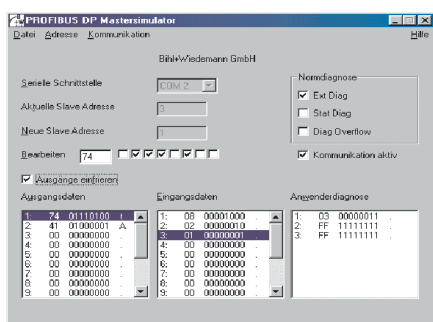 PROFIBUS DP Mastersimulator
Datei Adresse Kommunikation Hilfe
Bihl+Wiedemann GmbH
Serielle Schnittstelle COM 2
Aktuelle Slave Adresse 3
Neue Slave Adresse 1
Bearbeiten 74
Normdiagnose
Ext Diag
Stat Diag
Diag Overflow
Kommunikation aktiv
Ausgänge einfrieren
Ausgangsdaten
1: 74 01110100 t
2: 41 01000001 A
3: 00 00000000 .
4: 00 00000000 .
5: 00 00000000 .
6: 00 00000000 .
7: 00 00000000 .
8: 00 00000000 .
9: 00 00000000 .
Eingangsdaten
1: 08 00001000 .
2: 02 00000010 .
3: 01 00000001 .
4: 00 00000000 .
5: 00 00000000 .
6: 00 00000000 .
7: 00 00000000 .
8: 00 00000000 .
9: 00 00000000 .
Anwenderdiagnose
1: 03 00000011 .
2: FF 11111111 .
3: FF 11111111 .